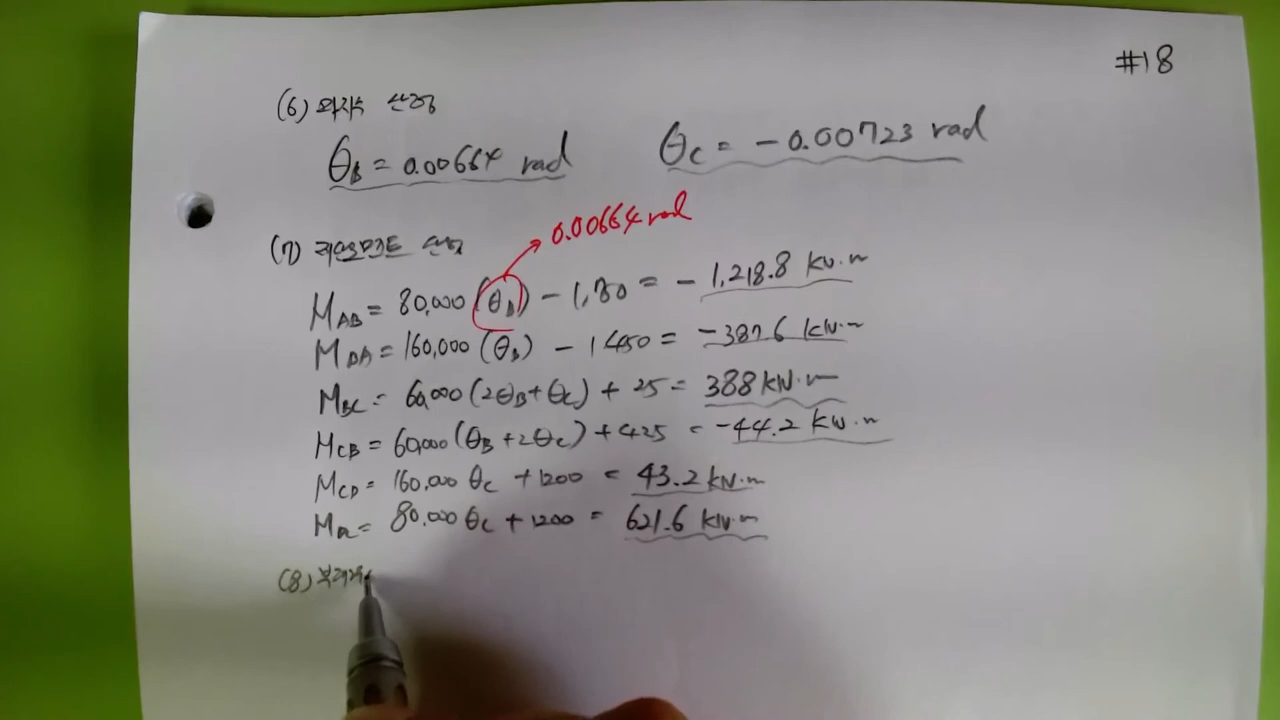 #18
(6) 회전각 산정
θB = 0.00664 rad θC = -0.00723 rad
0.00664 rad
(7) 재단모멘트 산정
MAB = 80,000 (θB) - 1,750 = - 1,218.8 kN.m
MBA = 160,000 (θB) - 1450 = -387.6 kN.m
MBC = 60,000 (2θB+θC) + 25 = 388 kN.m
MCB = 60,000 (θB+2θC) + 425 = -44.2 kN.m
MCD = 160,000 θC + 1200 = 43.2 kN.m
MDC = 80,000 θC + 1200 = 621.6 kN.m
(8)